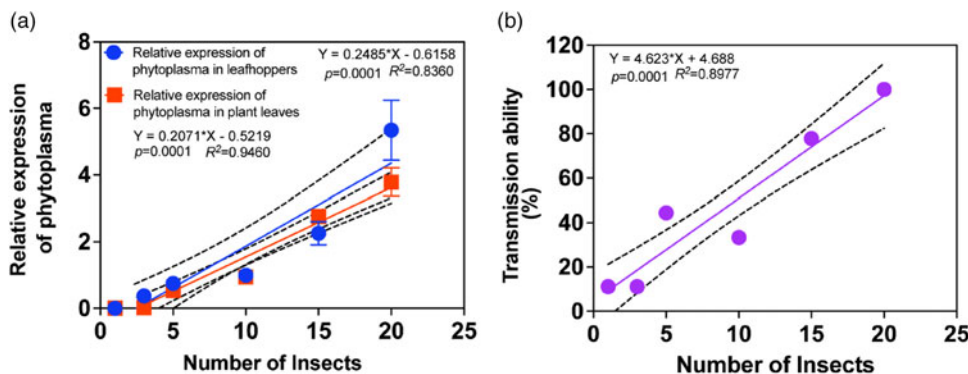 (a)
Relative expression of phytoplasma
8
6
4
2
0
Relative expression of
phytoplasma in leafhoppers
Y = 0.2485*X - 0.6158
p=0.0001 R²=0.8360
Relative expression of
phytoplasma in plant leaves
Y = 0.2071*X - 0.5219
p=0.0001 R²=0.9460
0 5 10 15 20 25
Number of Insects
(b)
Transmission ability
(%)
120
100
80
60
40
20
0
Y = 4.623*X + 4.688
p=0.0001 R²=0.8977
0 5 10 15 20 25
Number of Insects